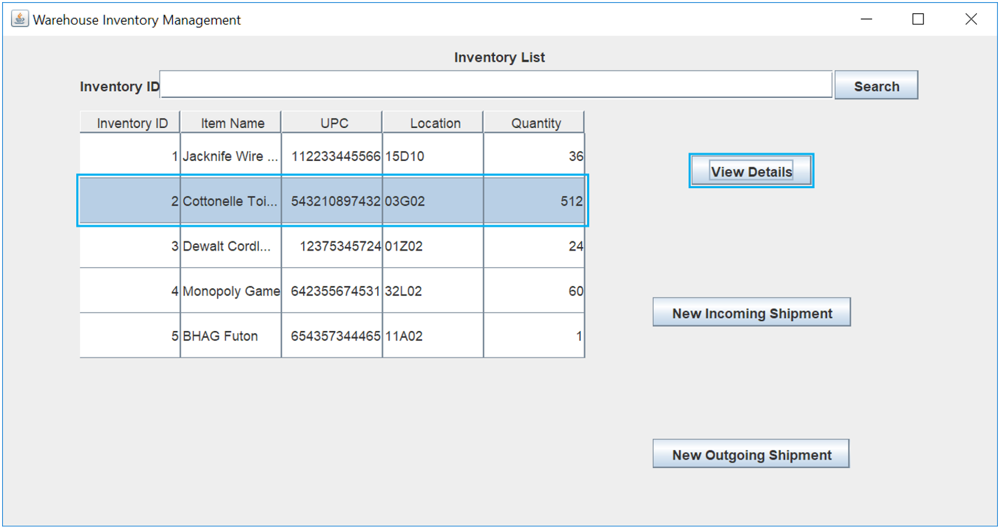 Warehouse Inventory Management
Inventory List
Inventory ID Search
Inventory ID Item Name UPC Location Quantity
1 Jacknife Wire ... 112233445566 15D10 36
View Details
2 Cottonelle Toi... 543210897432 03G02 512
3 Dewalt Cordl... 12375345724 01Z02 24
4 Monopoly Game 642355674531 32L02 60
New Incoming Shipment
5 BHAG Futon 654357344465 11A02 1
New Outgoing Shipment